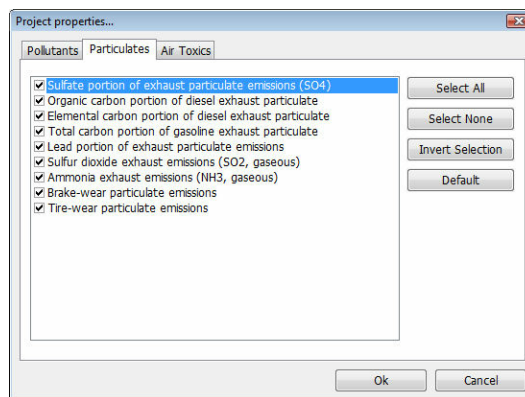 Project properties...
Pollutants Particulates Air Toxics
Sulfate portion of exhaust particulate emissions (SO4)
Organic carbon portion of diesel exhaust particulate
Elemental carbon portion of diesel exhaust particulate
Total carbon portion of gasoline exhaust particulate
Lead portion of exhaust particulate emissions
Sulfur dioxide exhaust emissions (SO2, gaseous)
Ammonia exhaust emissions (NH3, gaseous)
Brake-wear particulate emissions
Tire-wear particulate emissions
Select All
Select None
Invert Selection
Default
Ok Cancel